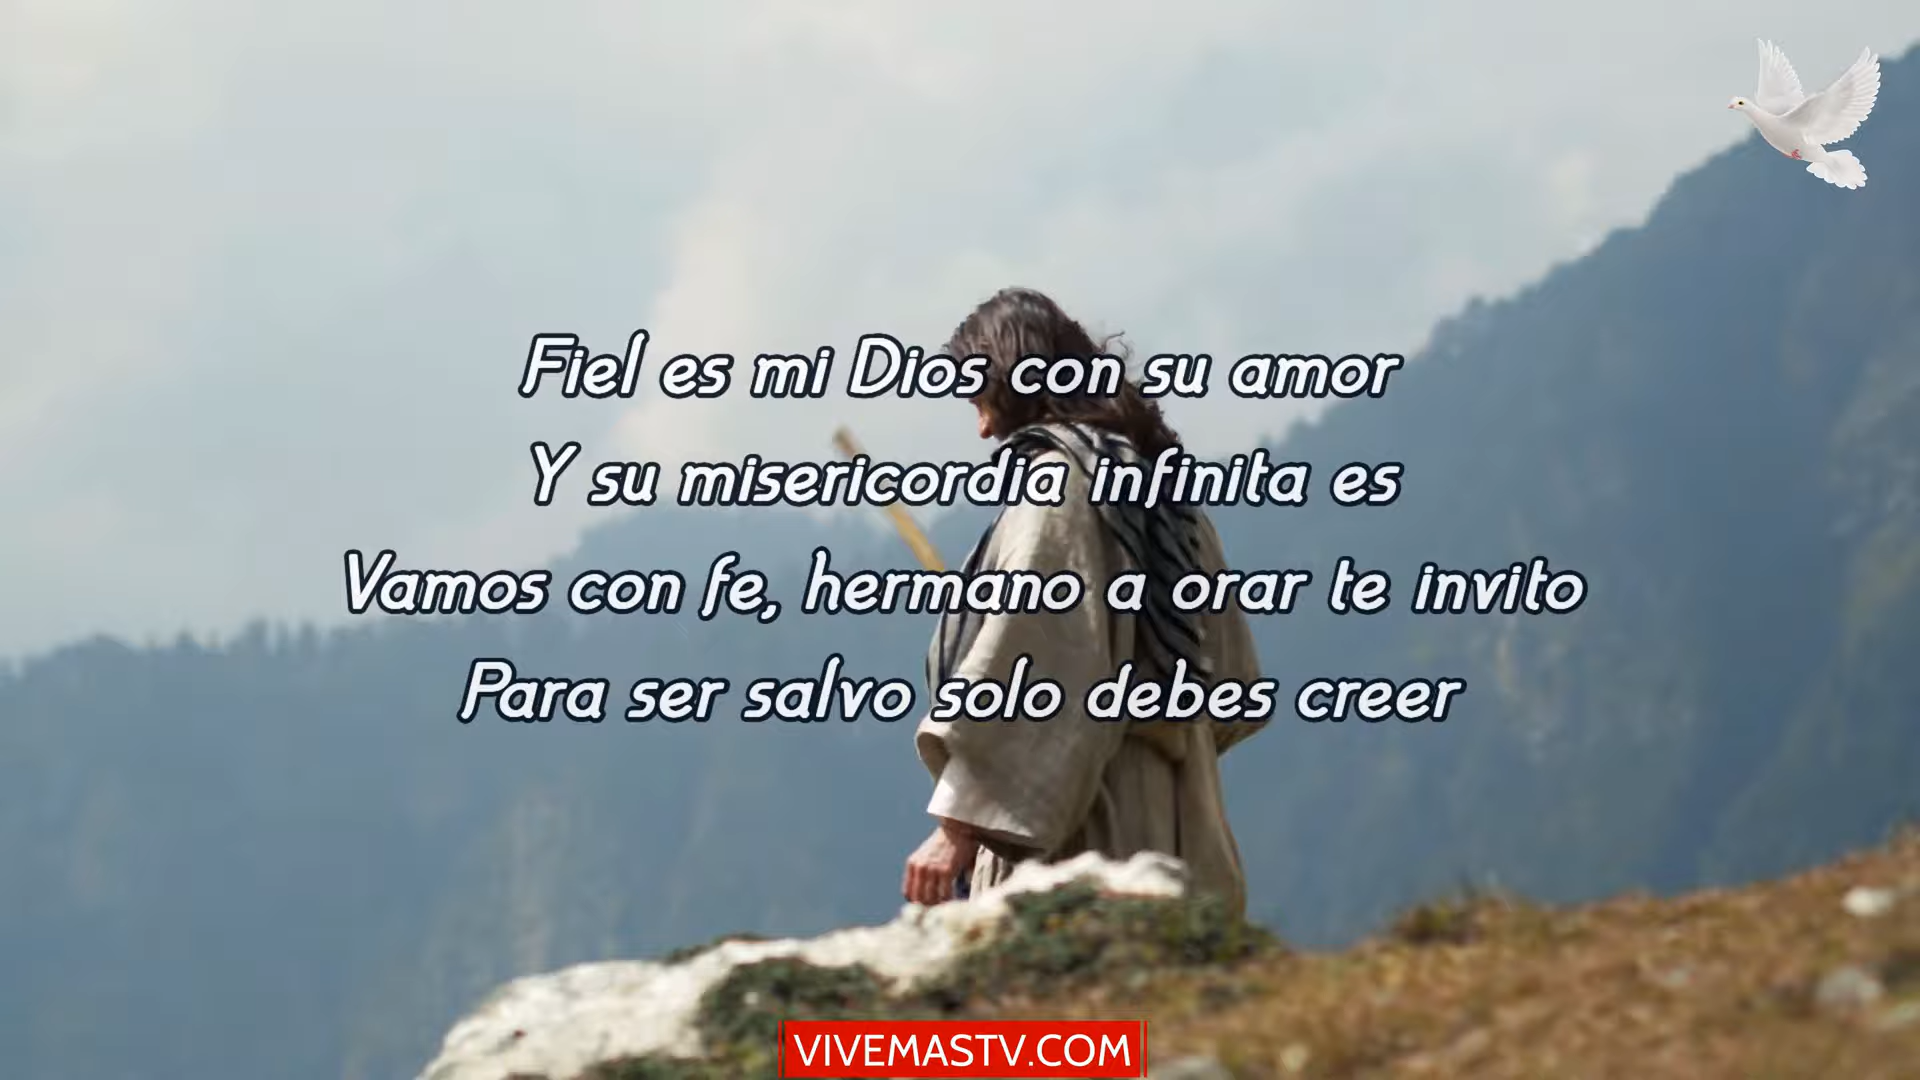 Fiel es mi Dios con su amor
Y su misericordia infinita es
Vamos con fe, hermano a orar te invito
Para ser salvo solo debes creer
VIVEMASTV.COM